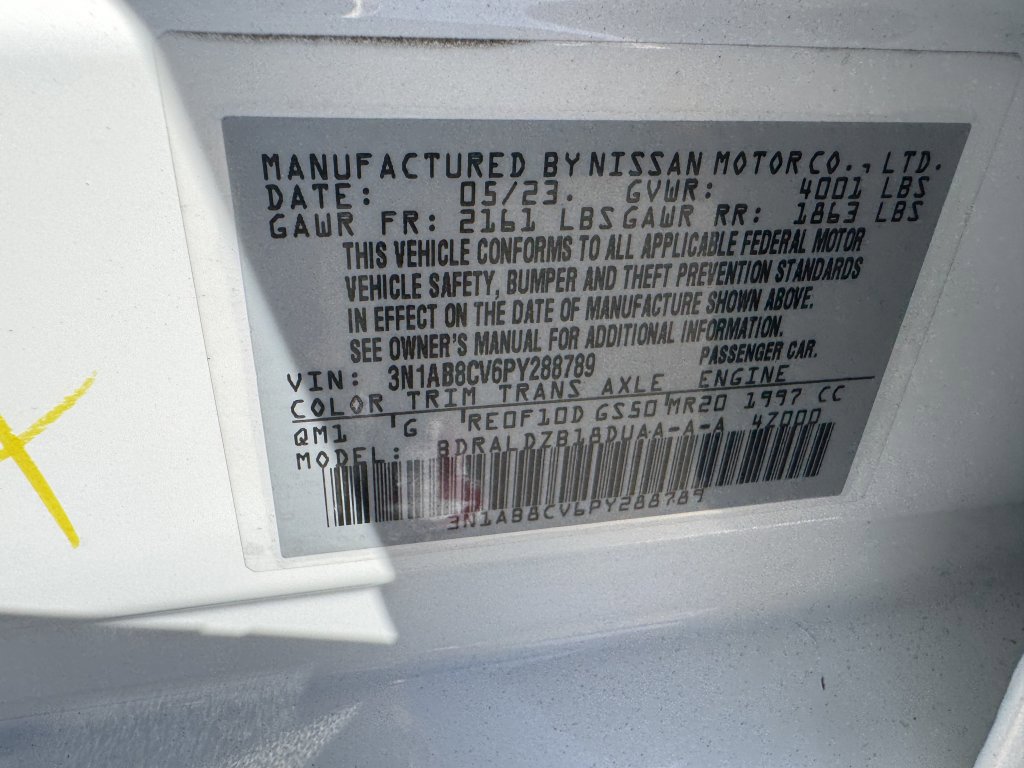 MANUFACTURED BY NISSAN MOTOR CO., LTD.
DATE: 05/23. GVWR: 4001 LBS
GAWR FR: 2161 LBS GAWR RR: 1863 LBS
THIS VEHICLE CONFORMS TO ALL APPLICABLE FEDERAL MOTOR
VEHICLE SAFETY, BUMPER AND THEFT PREVENTION STANDARDS
IN EFFECT ON THE DATE OF MANUFACTURE SHOWN ABOVE.
SEE OWNER'S MANUAL FOR ADDITIONAL INFORMATION.
VIN: 3N1AB8CV6PY288789 PASSENGER CAR.
COLOR TRIM TRANS AXLE ENGINE
QM1 G RE0F10D GS50 MR20 1997 CC
MODEL: BDRALDZB18DUAA-A-A 4Z000
3N1AB8CV6PY288789